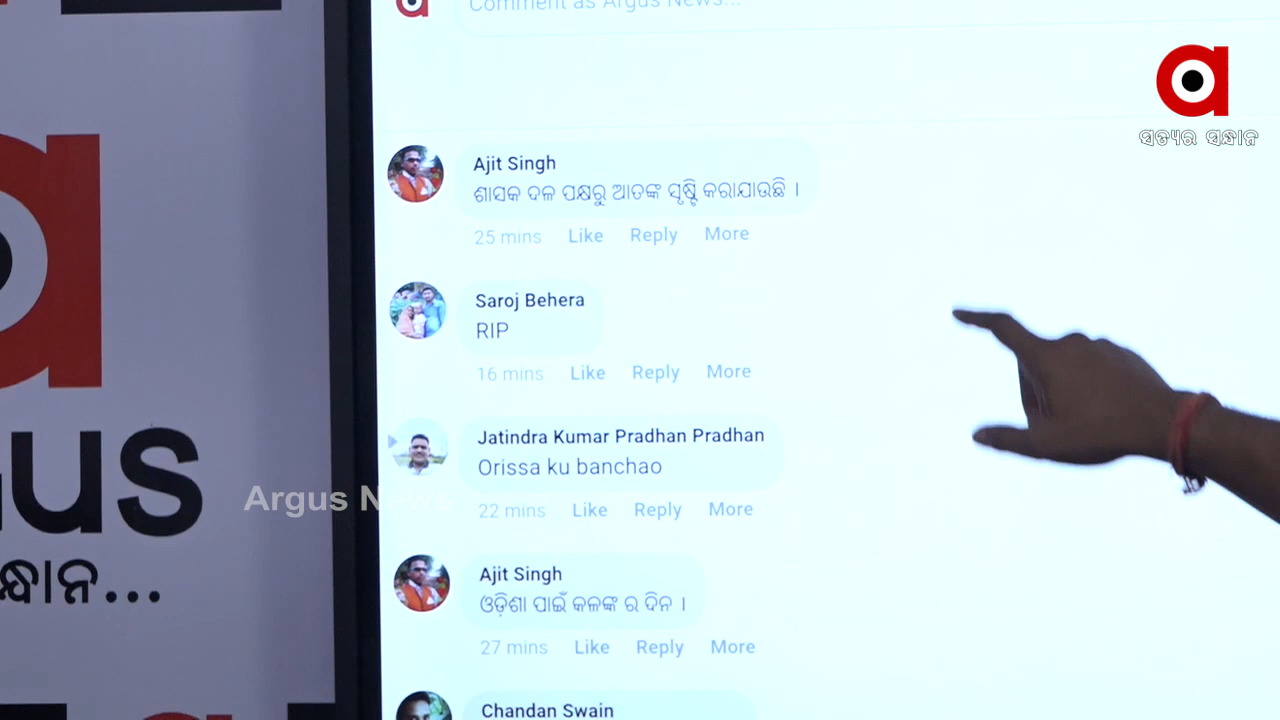 Comment as Argus News...
ସତ୍ୟର ସନ୍ଧାନ
Ajit Singh
ଶାସକ ଦଳ ପକ୍ଷରୁ ଆତଙ୍କ ସୃଷ୍ଟି କରାଯାଉଛି ।
25 mins Like Reply More
Saroj Behera
RIP
16 mins Like Reply More
Jatindra Kumar Pradhan Pradhan
Orissa ku banchao
22 mins Like Reply More
Argus News
Ajit Singh
ଓଡ଼ିଶା ପାଇଁ କଳଙ୍କ ର ଦିନ ।
27 mins Like Reply More
Chandan Swain